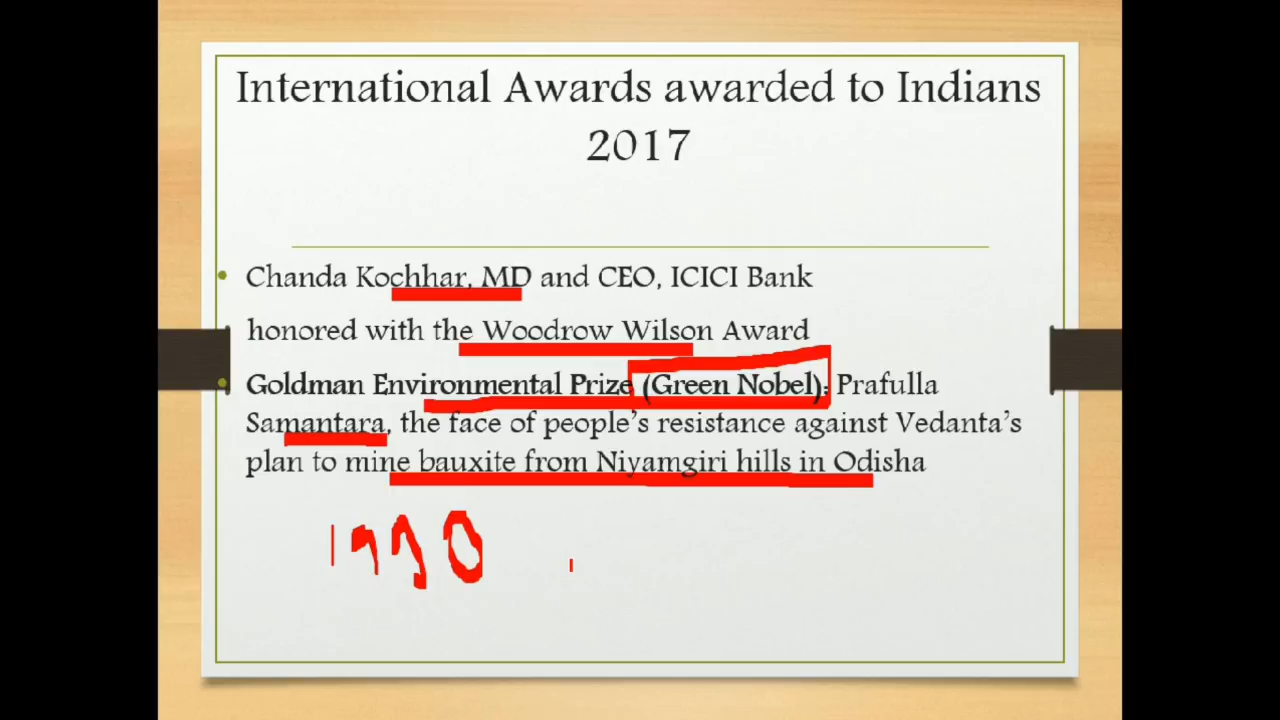 International Awards awarded to Indians
2017
• Chanda Kochhar, MD and CEO, ICICI Bank
honored with the Woodrow Wilson Award
• Goldman Environmental Prize (Green Nobel): Prafulla
Samantara, the face of people's resistance against Vedanta's
plan to mine bauxite from Niyamgiri hills in Odisha
1990